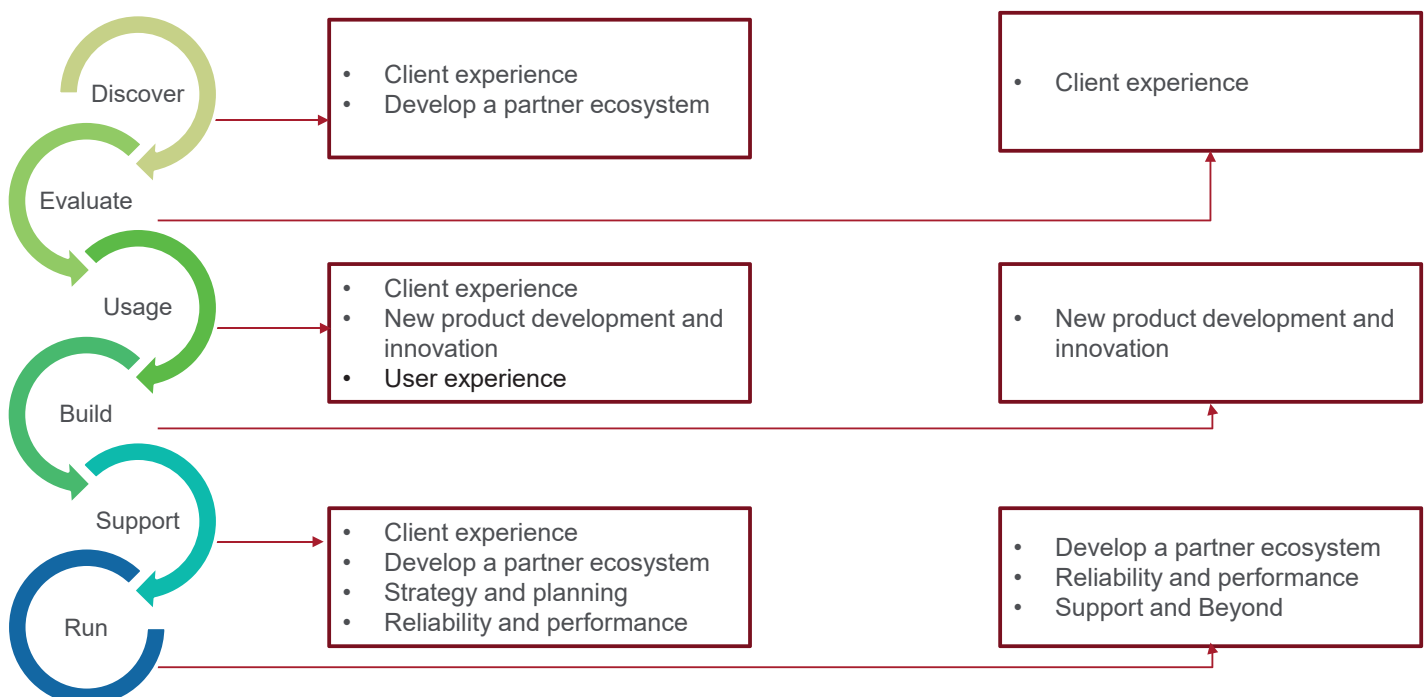 Discover
• Client experience
• Develop a partner ecosystem
• Client experience
Evaluate
Usage
• Client experience
• New product development and
innovation
• User experience
• New product development and
innovation
Build
Support
• Client experience
• Develop a partner ecosystem
• Strategy and planning
• Reliability and performance
• Develop a partner ecosystem
• Reliability and performance
• Support and Beyond
Run